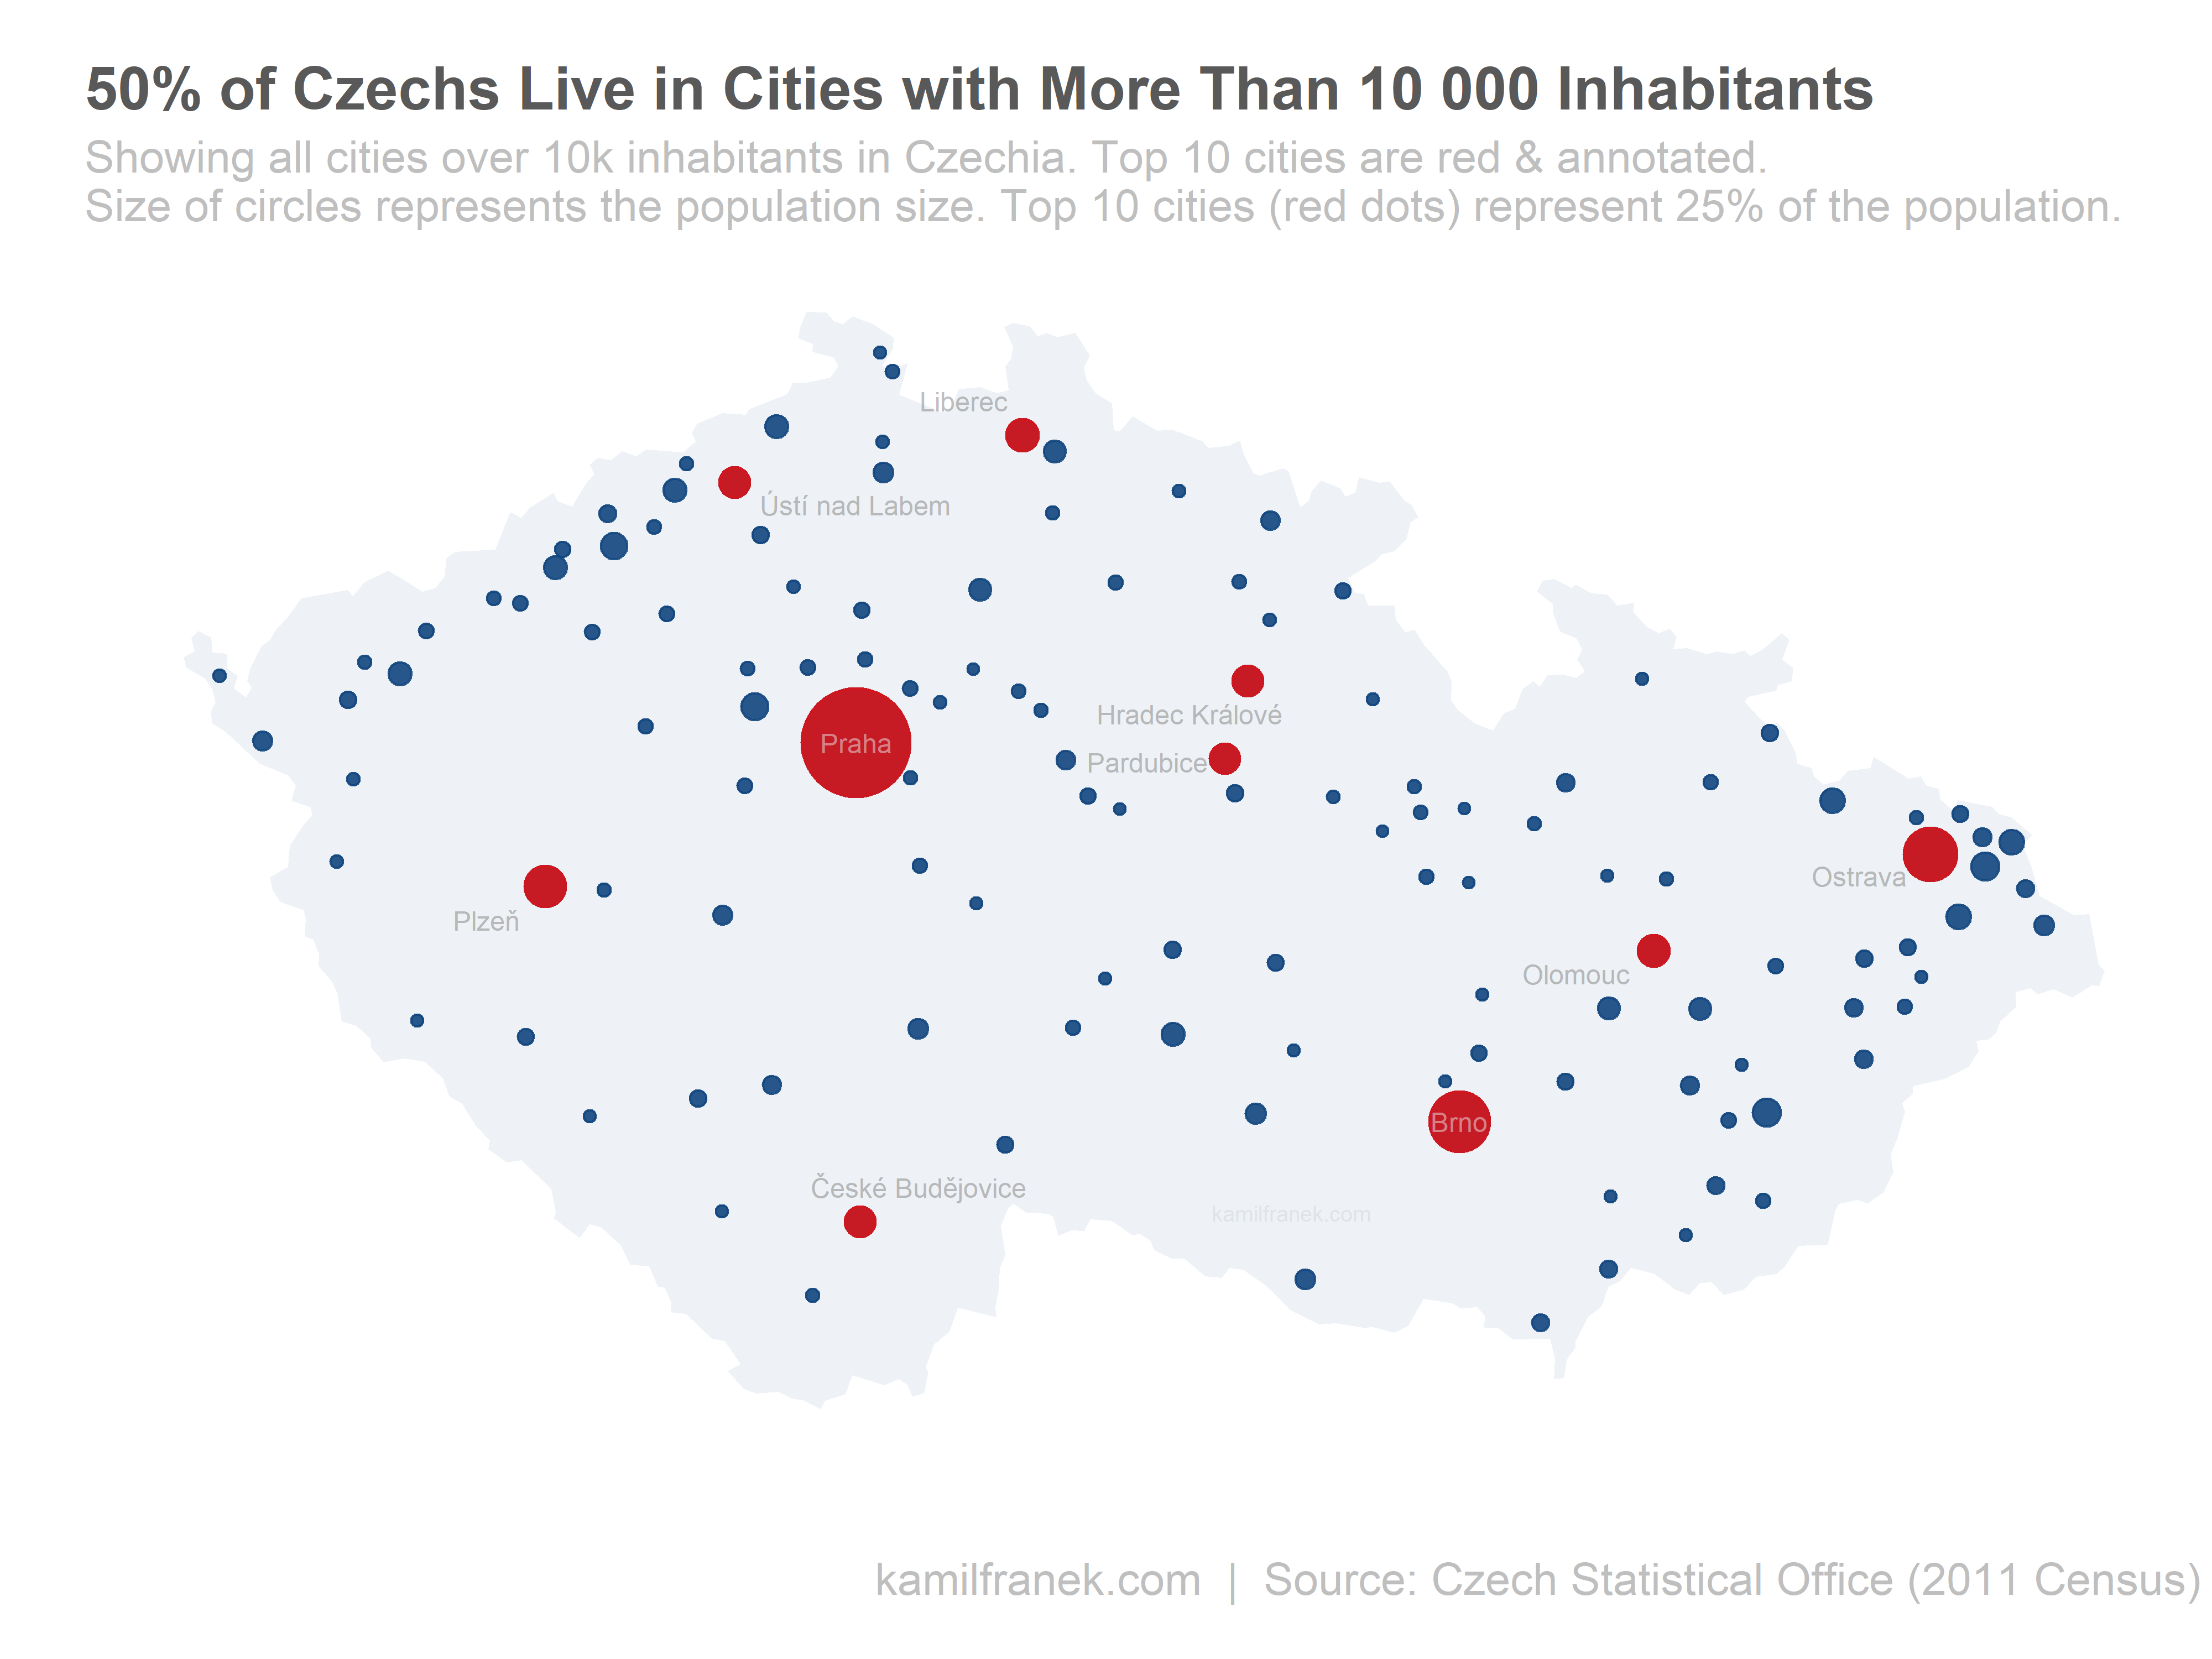 50% of Czechs Live in Cities with More Than 10 000 Inhabitants
Showing all cities over 10k inhabitants in Czechia. Top 10 cities are red & annotated.
Size of circles represents the population size. Top 10 cities (red dots) represent 25% of the population.
Liberec
Ústí nad Labem
Hradec Králové
Praha
Pardubice
Ostrava
Plzeň
Olomouc
Brno
České Budějovice
kamilfranek.com
kamilfranek.com | Source: Czech Statistical Office (2011 Census)